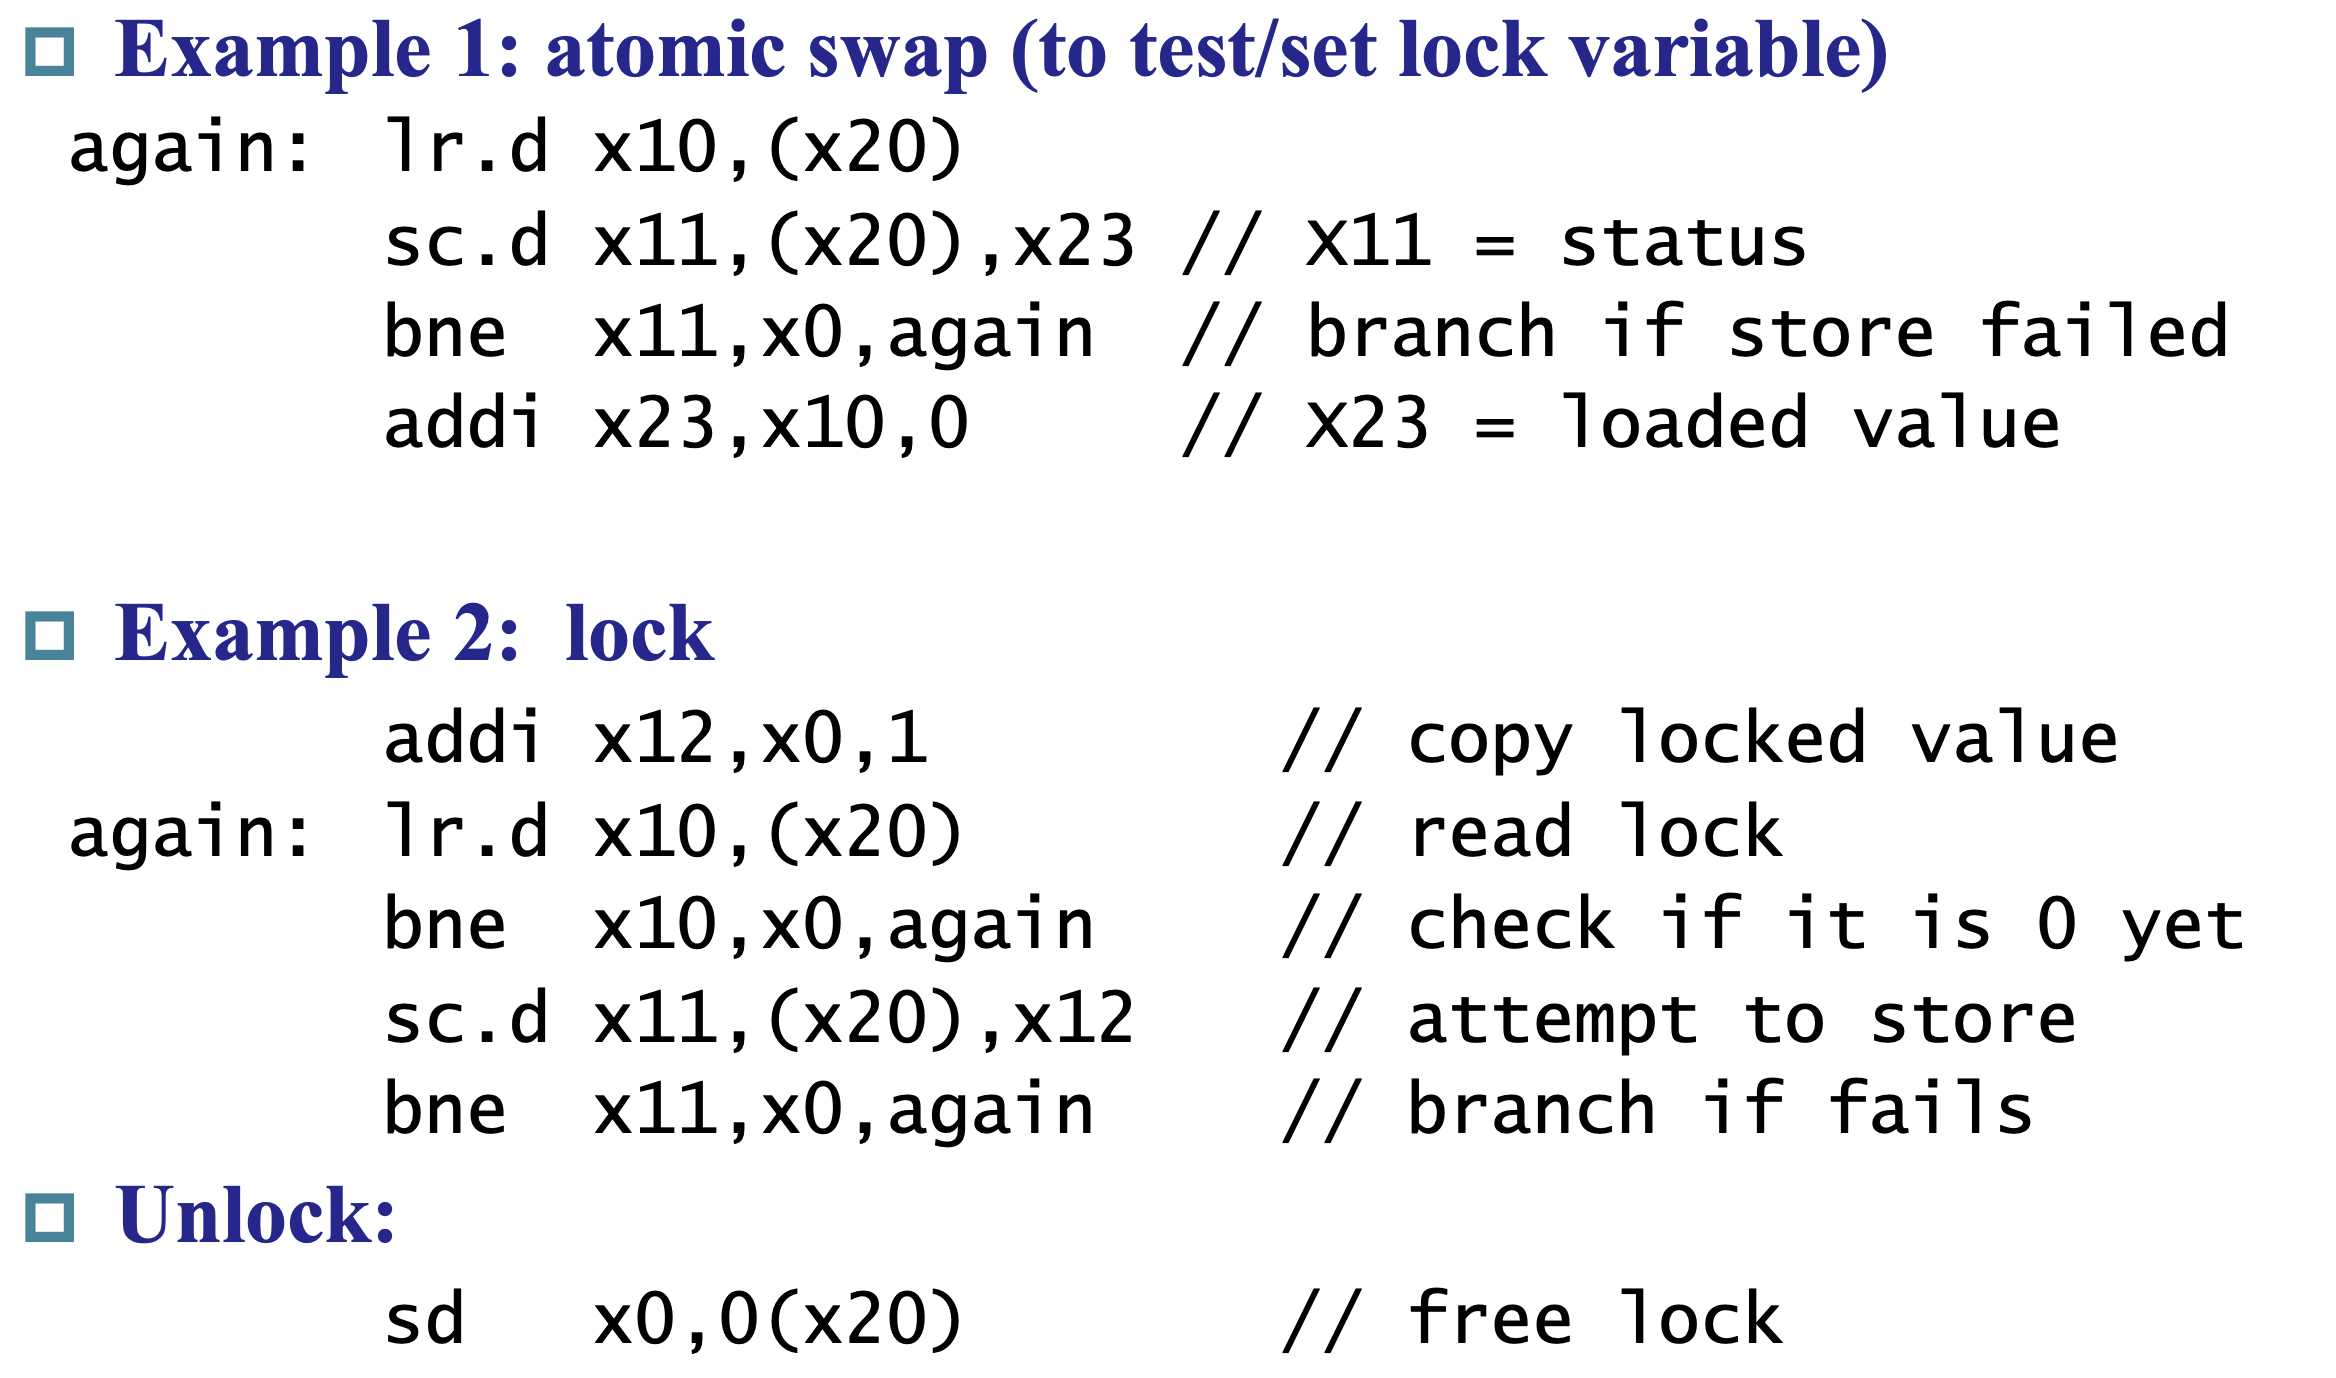 Example 1: atomic swap (to test/set lock variable)
again: lr.d x10,(x20)
sc.d x11,(x20),x23 // X11 = status
bne x11,x0,again // branch if store failed
addi x23,x10,0 // X23 = loaded value
Example 2: lock
addi x12,x0,1 // copy locked value
again: lr.d x10,(x20) // read lock
bne x10,x0,again // check if it is 0 yet
sc.d x11,(x20),x12 // attempt to store
bne x11,x0,again // branch if fails
Unlock:
sd x0,0(x20) // free lock